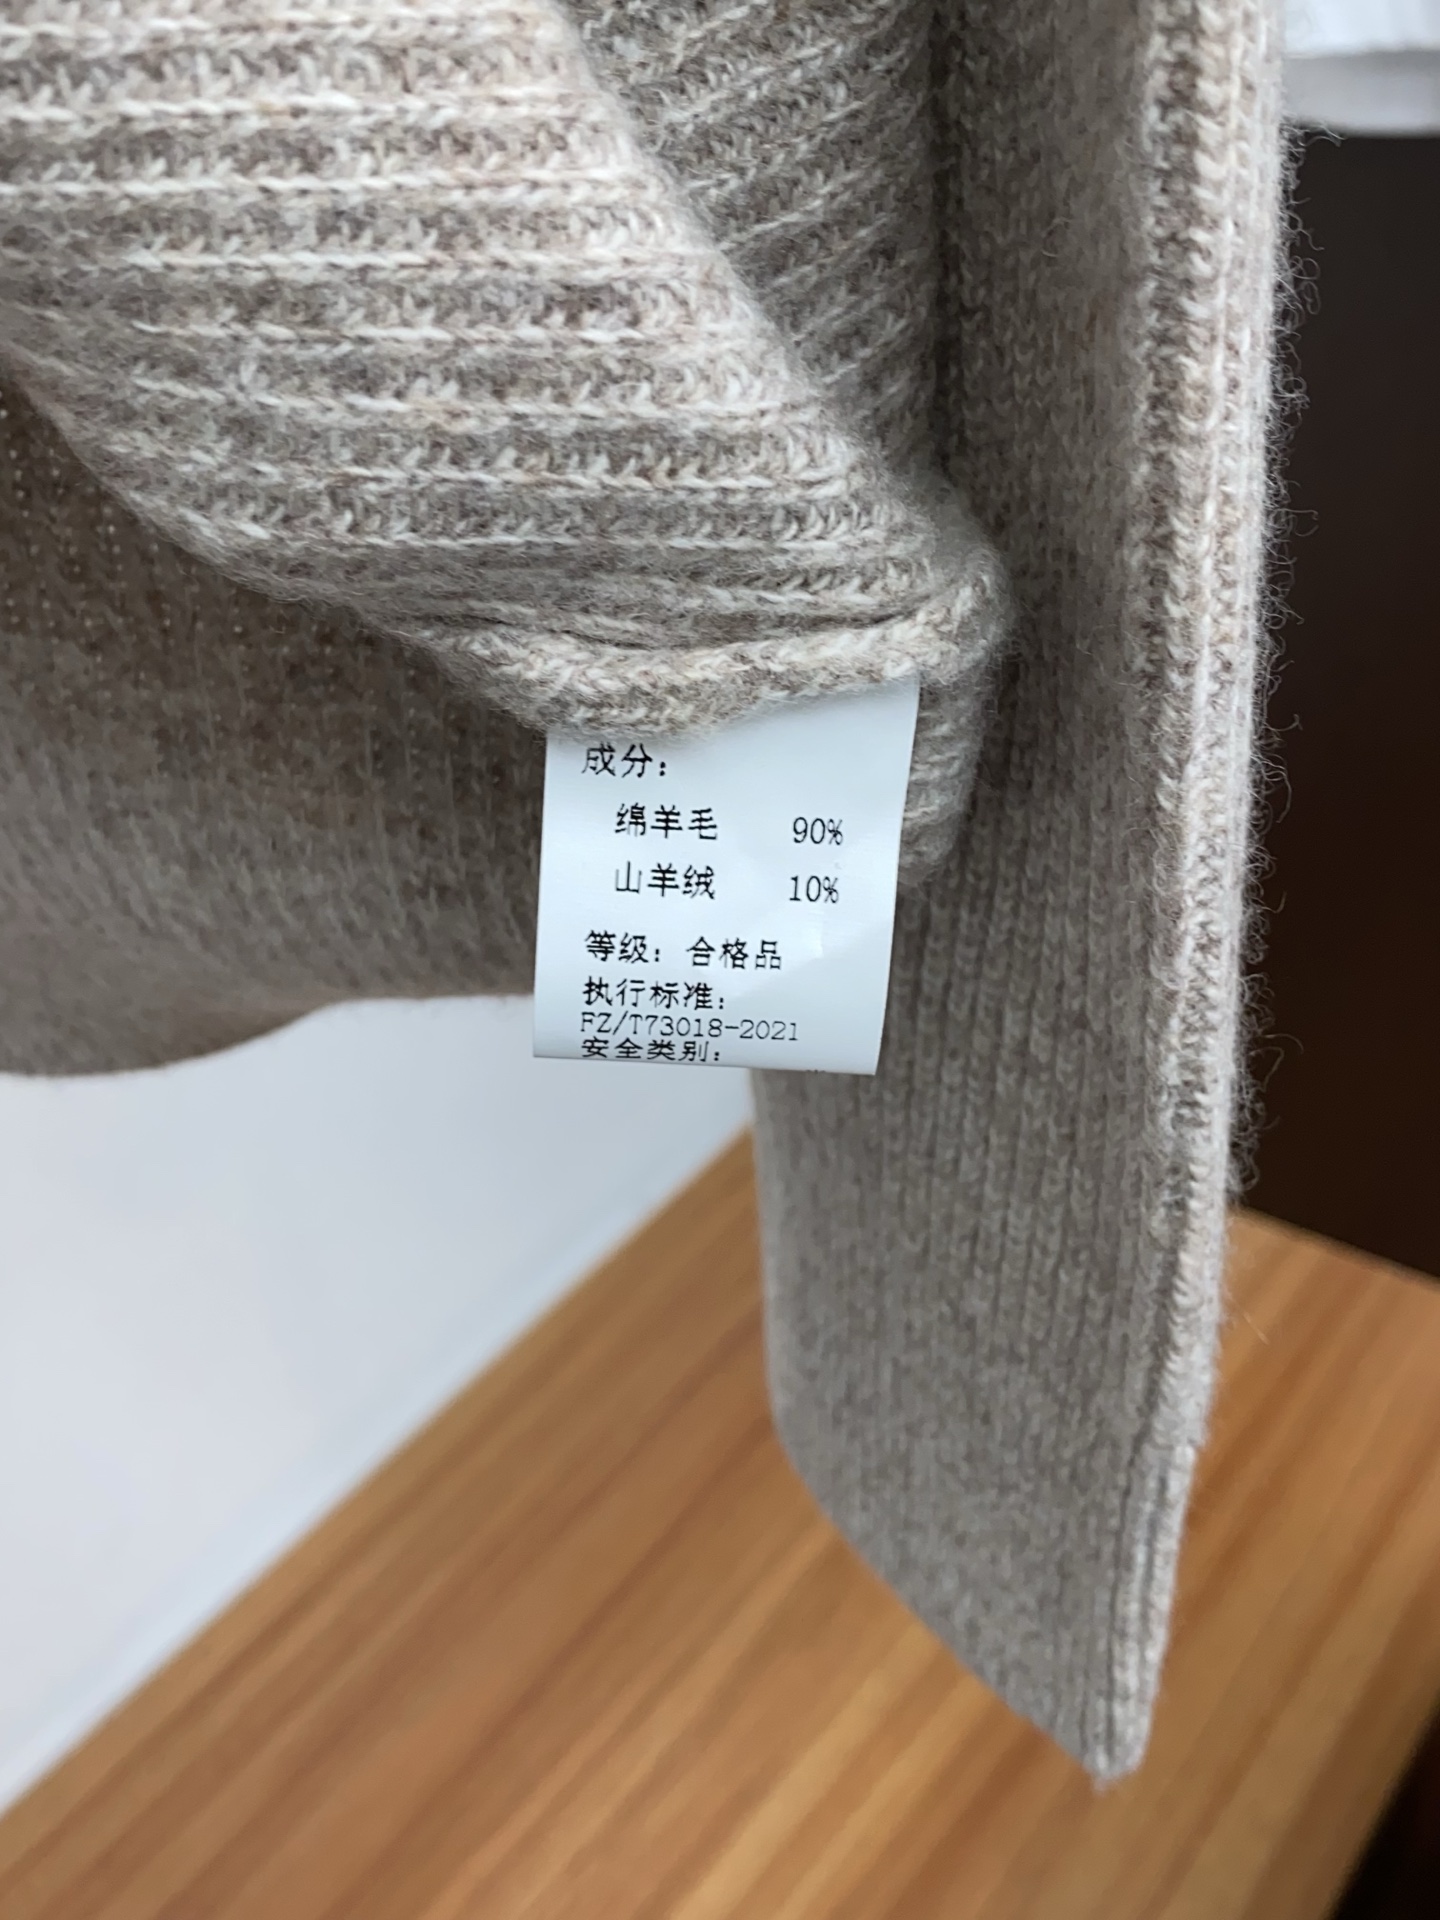 成分:
绵羊毛 90%
山羊绒 10%
等级: 合格品
执行标准:
FZ/T73018-2021
安全类别: